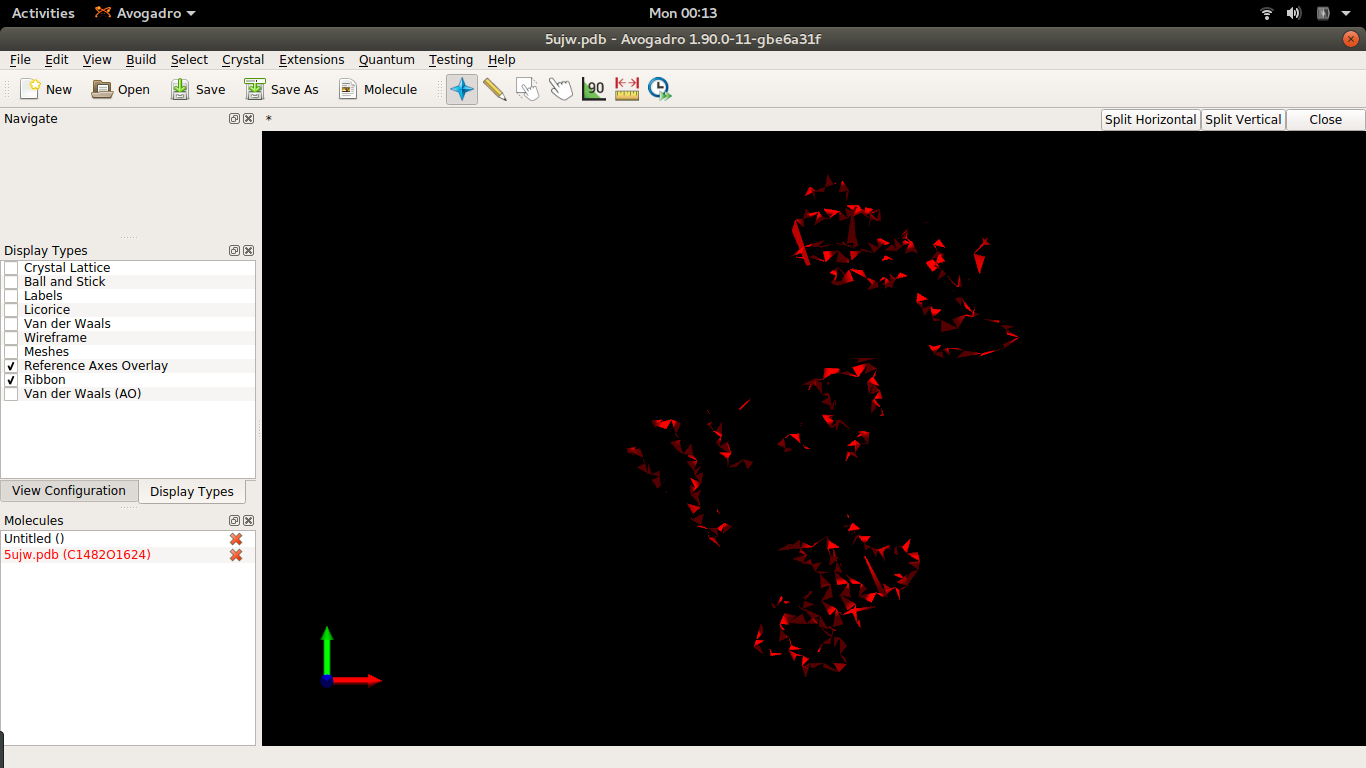 Activities Avogadro Mon 00:13
5ujw.pdb - Avogadro 1.90.0-11-gbe6a31f
File Edit View Build Select Crystal Extensions Quantum Testing Help
New Open Save Save As Molecule 90
Navigate * Split Horizontal Split Vertical Close
Display Types
Crystal Lattice
Ball and Stick
Labels
Licorice
Van der Waals
Wireframe
Meshes
Reference Axes Overlay
Ribbon
Van der Waals (AO)
View Configuration Display Types
Molecules
Untitled ()
5ujw.pdb (C1482O1624)